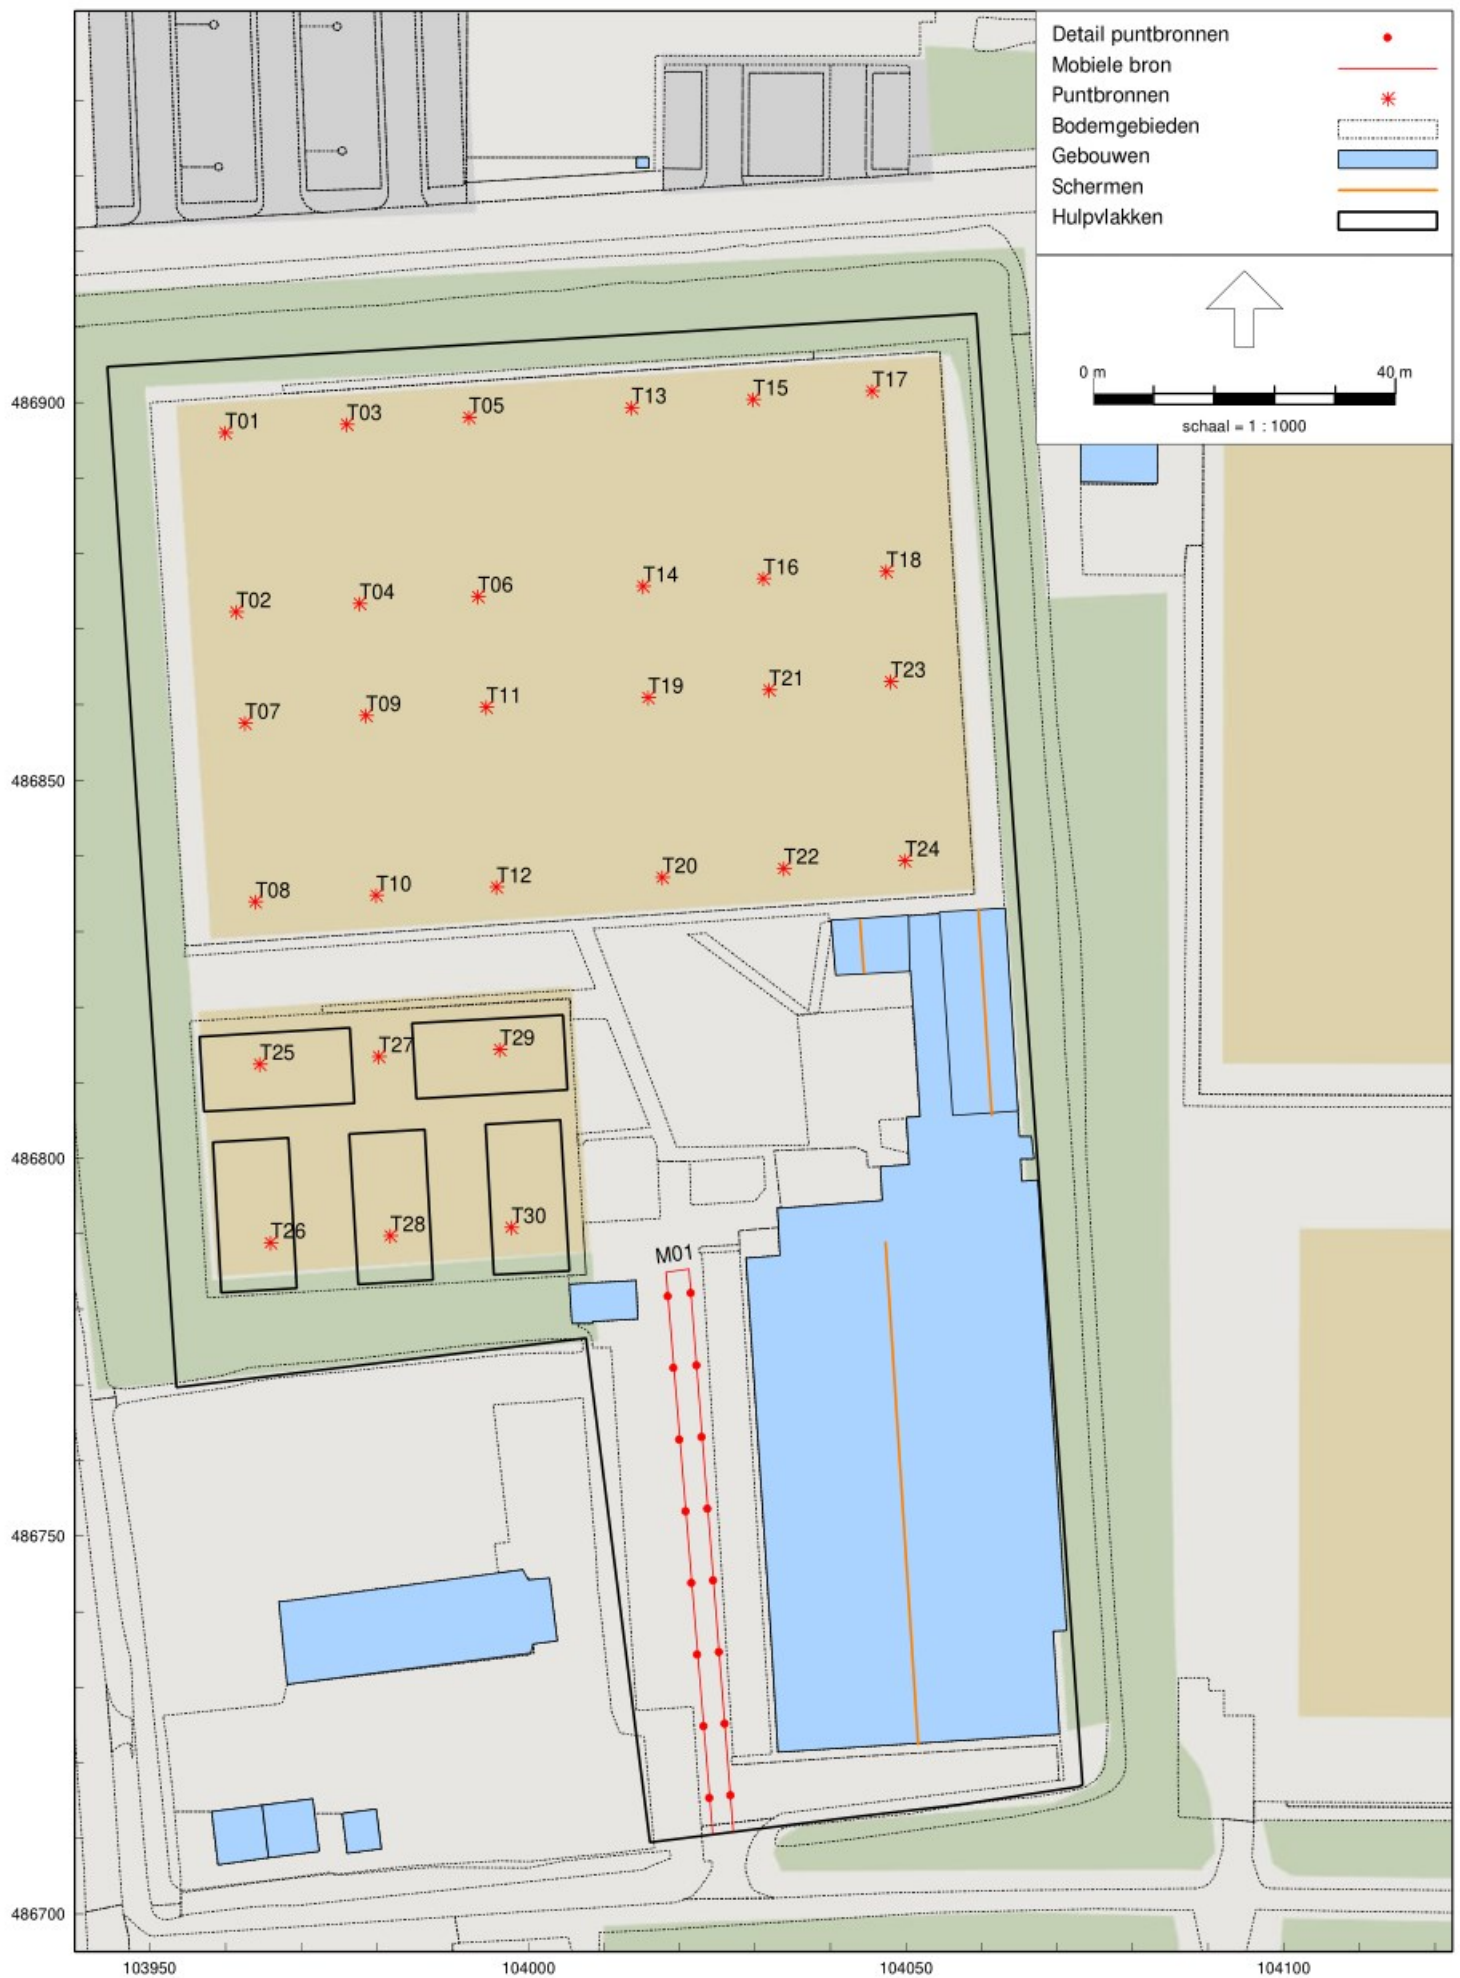 Detail puntbronnen
Mobiele bron
Puntbronnen
Bodemgebieden
Gebouwen
Schermen
Hulpvlakken
0 m 40 m
schaal = 1 : 1000
486900
T01 T03 T05 T13 T15 T17
T02 T04 T06 T14 T16 T18
T07 T09 T11 T19 T21 T23
486850
T08 T10 T12 T20 T22 T24
T25 T27 T29
486800
T26 T28 T30
M01
486750
486700
103950 104000 104050 104100